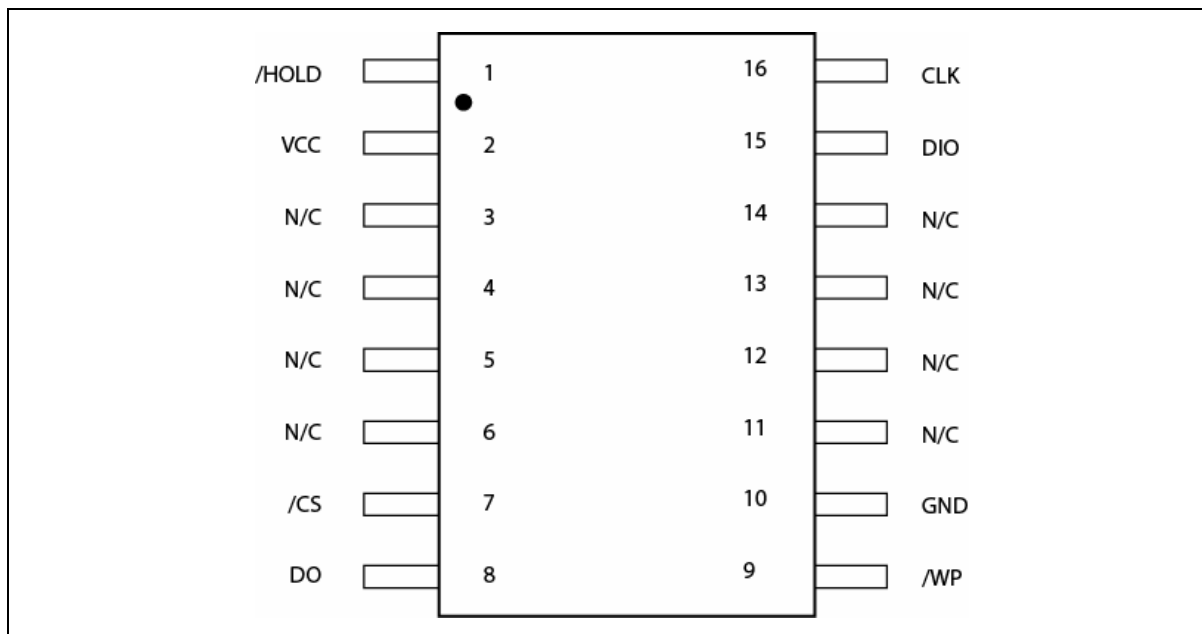 /HOLD 1 16 CLK
VCC 2 15 DIO
N/C 3 14 N/C
N/C 4 13 N/C
N/C 5 12 N/C
N/C 6 11 N/C
/CS 7 10 GND
DO 8 9 /WP